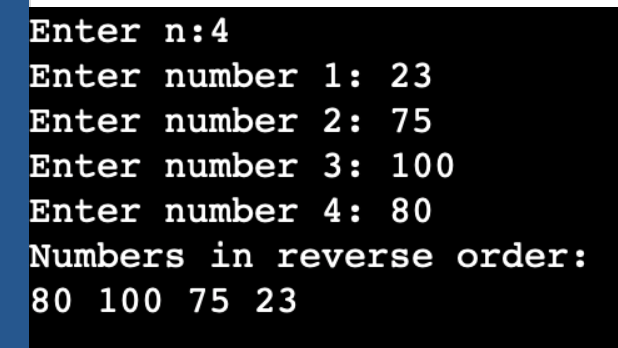 Enter n:4
Enter number 1: 23
Enter number 2: 75
Enter number 3: 100
Enter number 4: 80
Numbers in reverse order:
80 100 75 23